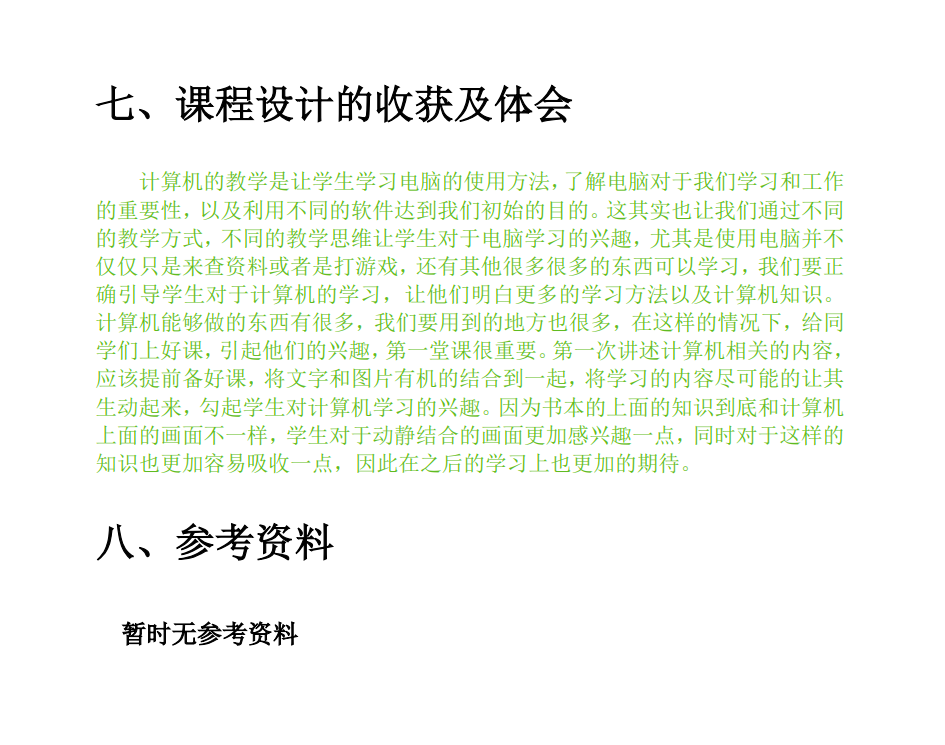 七、课程设计的收获及体会
计算机的教学是让学生学习电脑的使用方法，了解电脑对于我们学习和工作
的重要性，以及利用不同的软件达到我们初始的目的。这其实也让我们通过不同
的教学方式，不同的教学思维让学生对于电脑学习的兴趣，尤其是使用电脑并不
仅仅只是来查资料或者是打游戏，还有其他很多很多的东西可以学习，我们要正
确引导学生对于计算机的学习，让他们明白更多的学习方法以及计算机知识。
计算机能够做的东西有很多，我们要用到的地方也很多，在这样的情况下，给同
学们上好课，引起他们的兴趣，第一堂课很重要。第一次讲述计算机相关的内容，
应该提前备好课，将文字和图片有机的结合到一起，将学习的内容尽可能的让其
生动起来，勾起学生对计算机学习的兴趣。因为书本的上面的知识到底和计算机
上面的画面不一样，学生对于动静结合的画面更加感兴趣一点，同时对于这样的
知识也更加容易吸收一点，因此在之后的学习上也更加的期待。
八、参考资料
暂时无参考资料